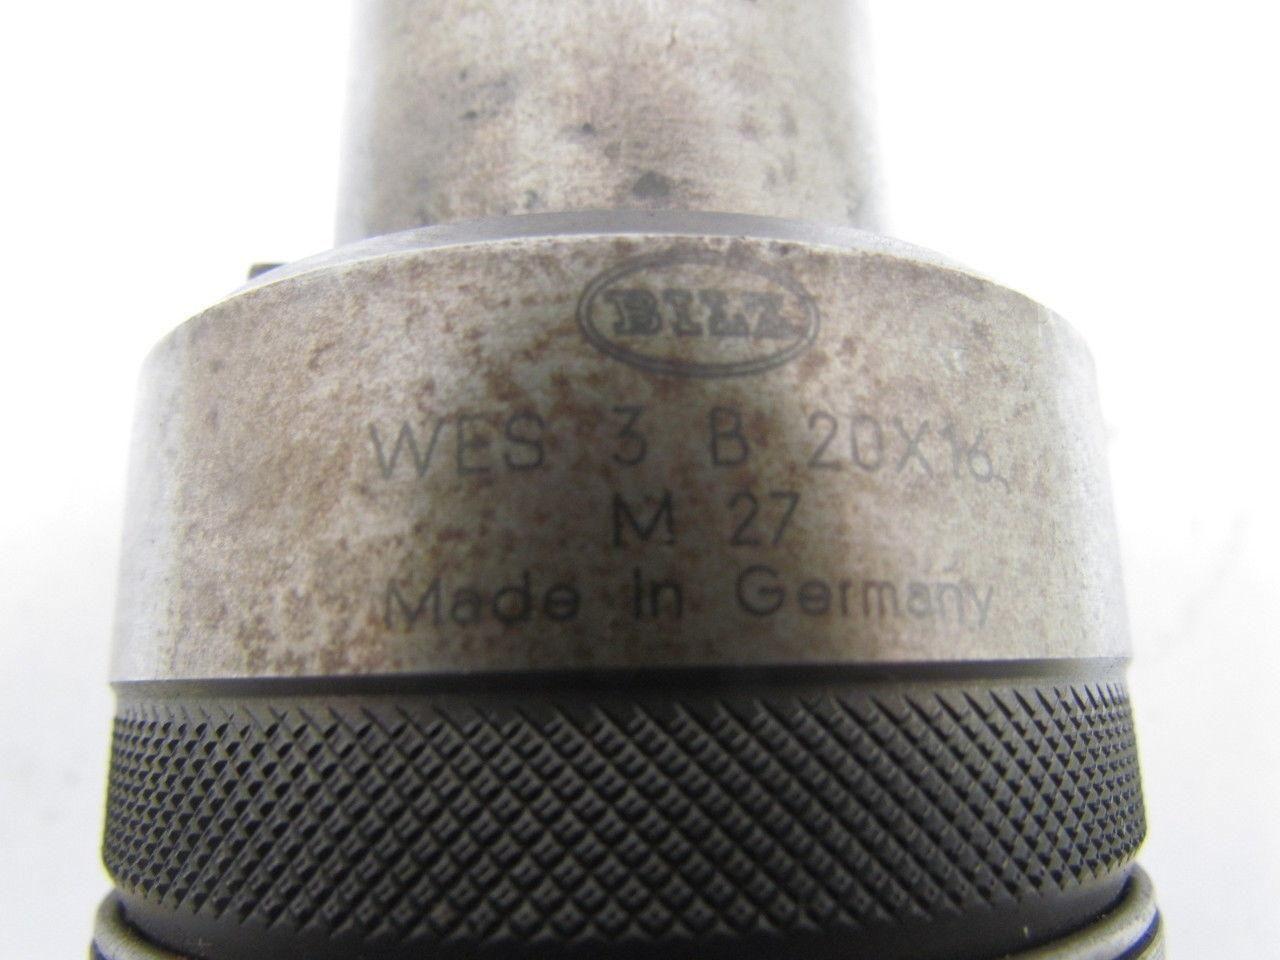 BILZ
WES 3 B 20X16
M 27
Made In Germany